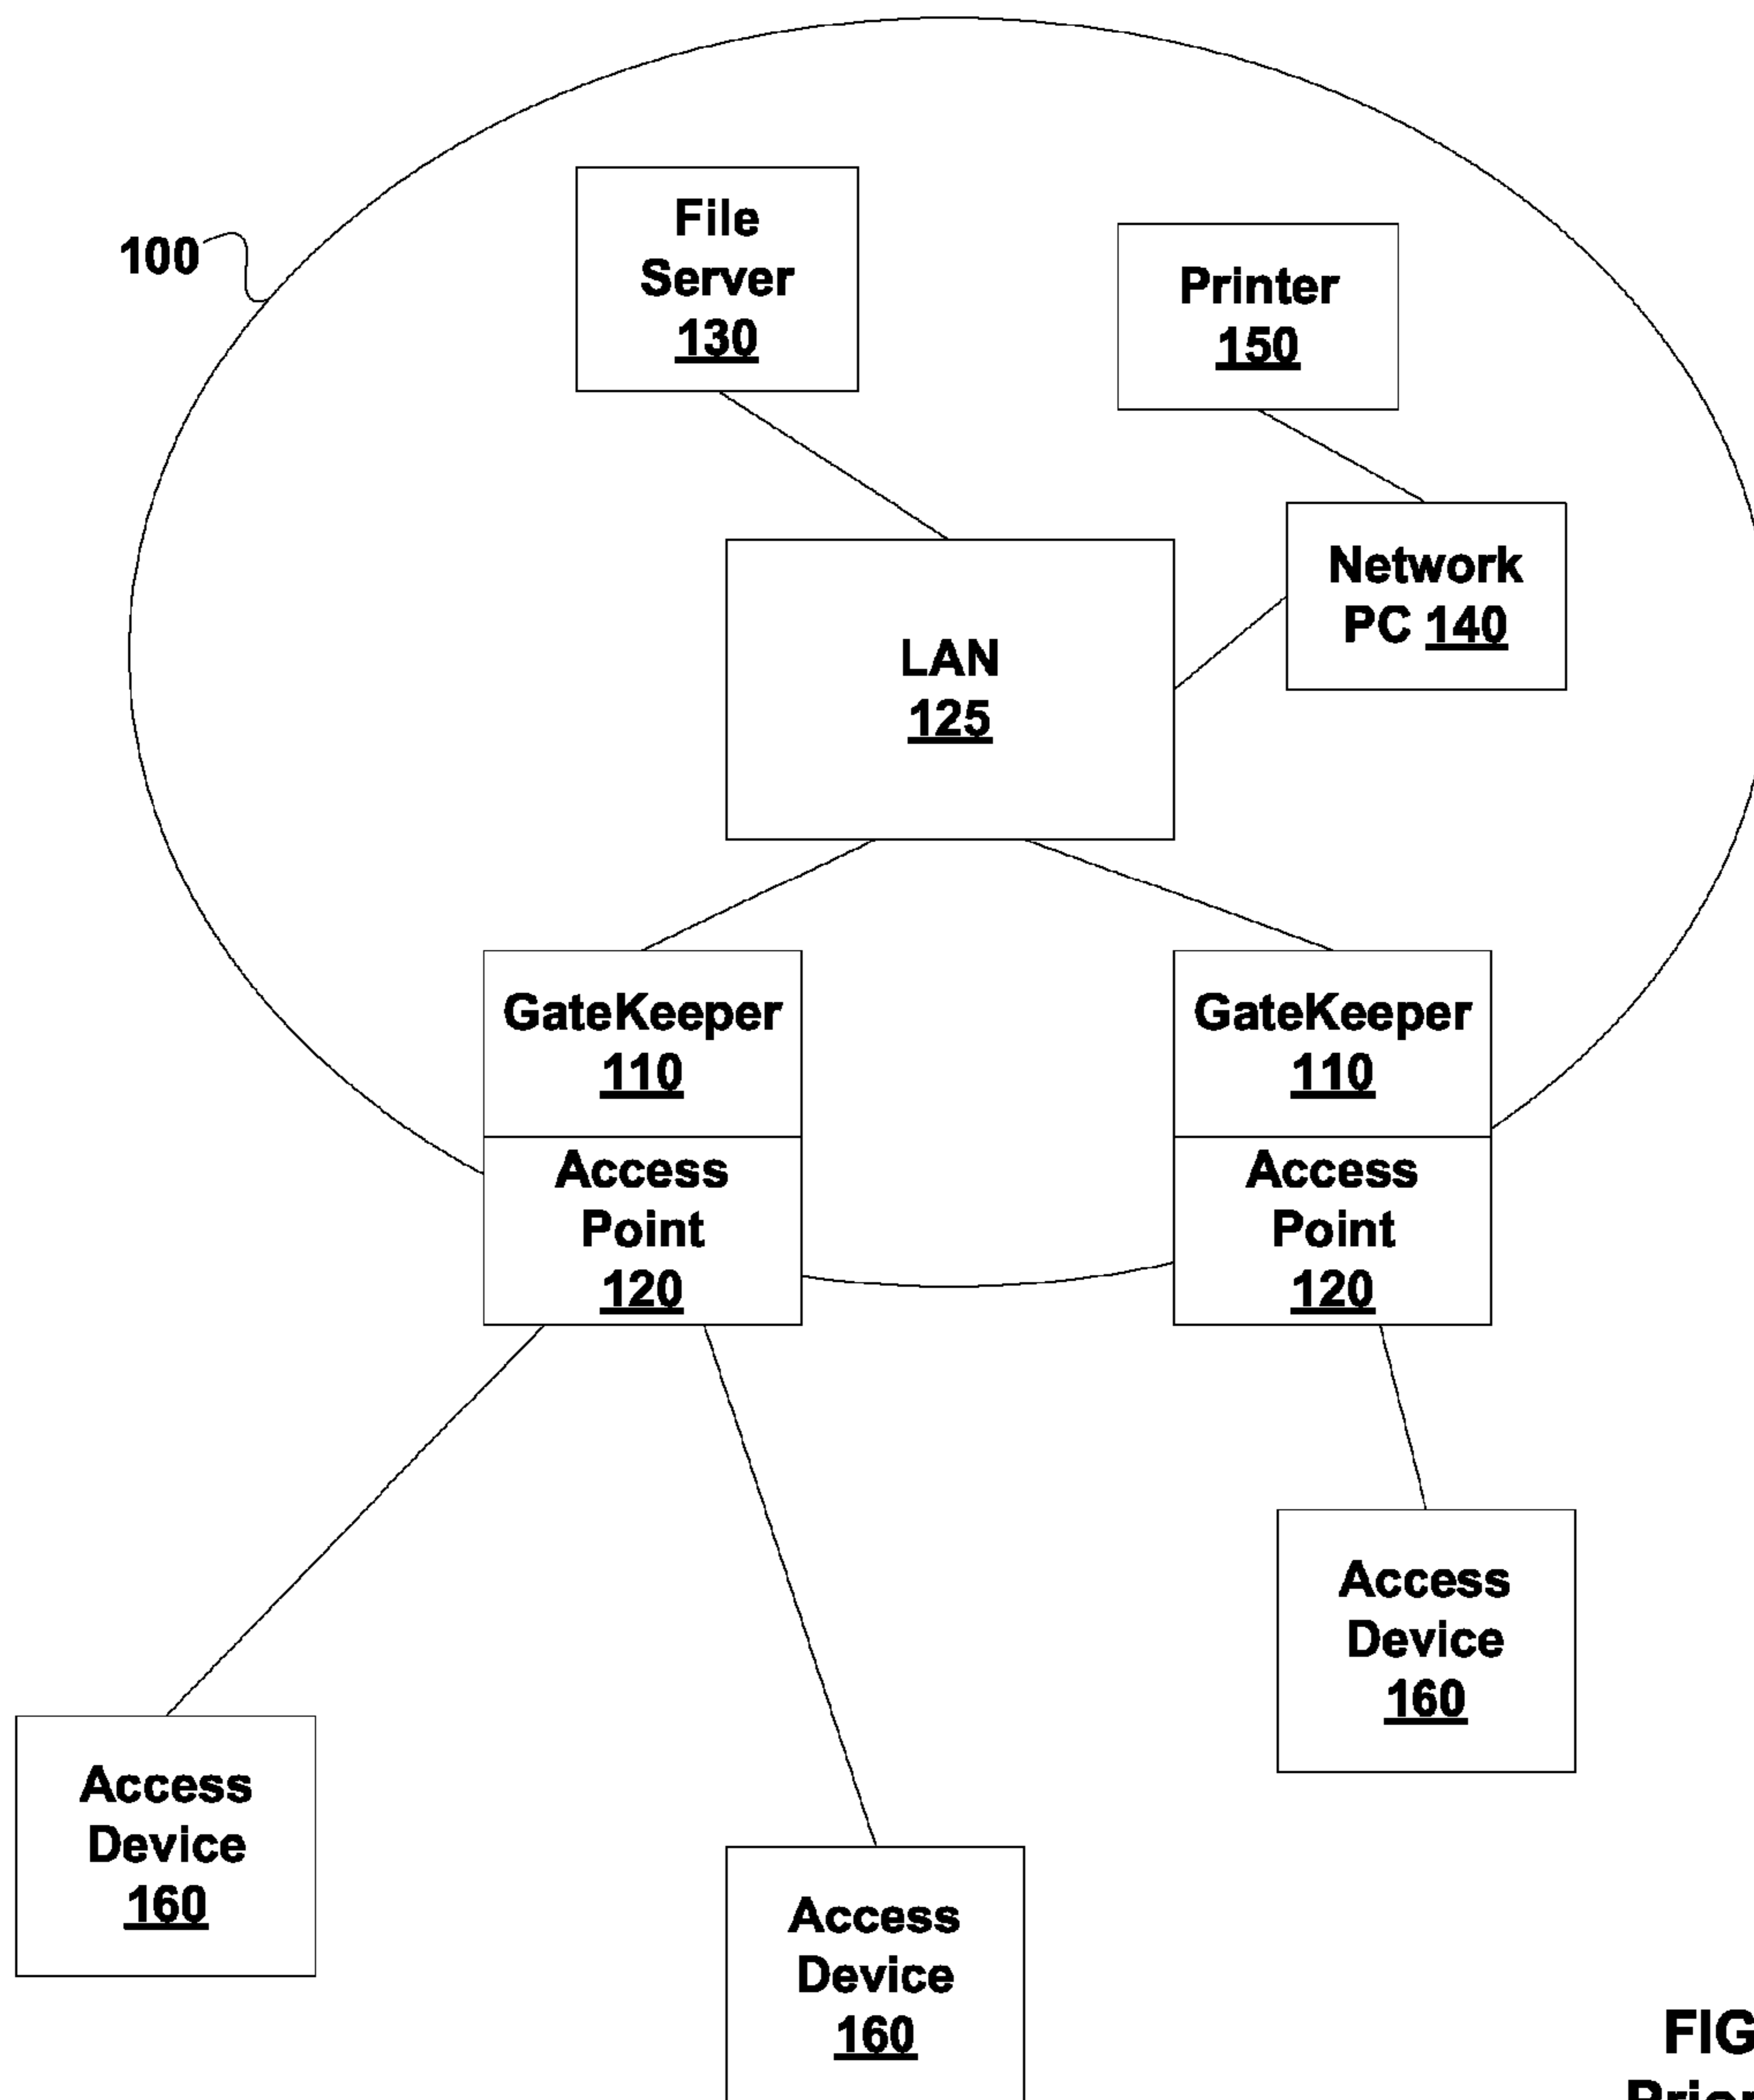 100
File
Server
130
Printer
150
Network
PC 140
LAN
125
GateKeeper
110
GateKeeper
110
Access
Point
120
Access
Point
120
Access
Device
160
Access
Device
160
Access
Device
160
FIG
Prior